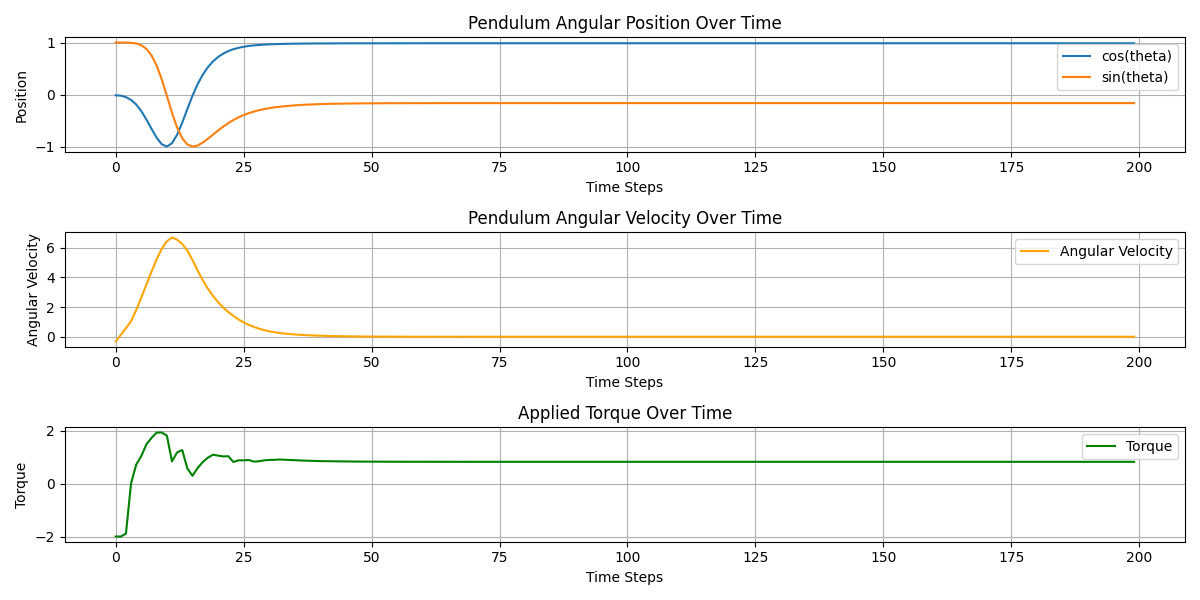 Pendulum Angular Position Over Time
Position
1
0
−1
cos(theta)
sin(theta)
0 25 50 75 100 125 150 175 200
Time Steps
Pendulum Angular Velocity Over Time
Angular Velocity
6
4
2
0
Angular Velocity
0 25 50 75 100 125 150 175 200
Time Steps
Applied Torque Over Time
Torque
2
0
−2
Torque
0 25 50 75 100 125 150 175 200
Time Steps